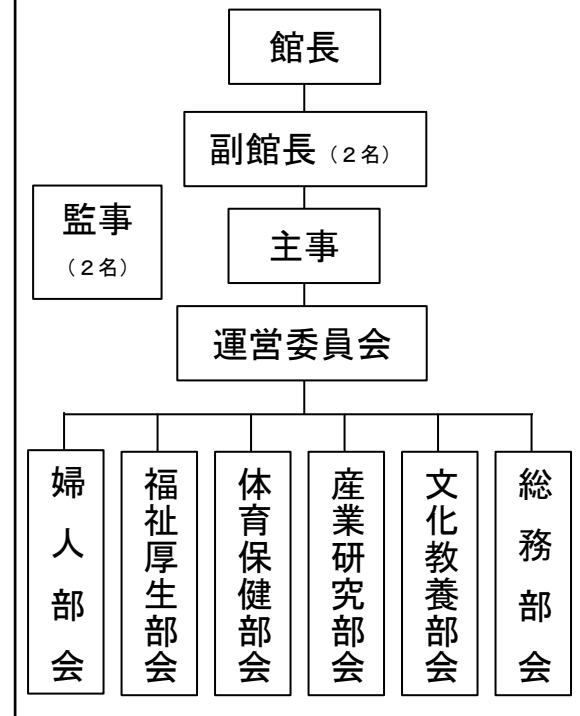 館長
副館長（２名）
監事
（２名）
主事
運営委員会
総務部会
文化教養部会
産業研究部会
体育保健部会
福祉厚生部会
婦人部会